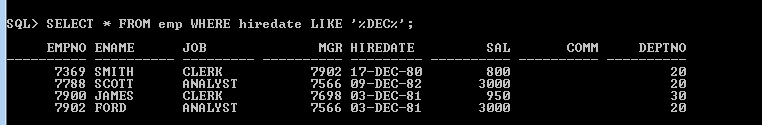 SQL> SELECT * FROM emp WHERE hiredate LIKE '%DEC%';
EMPNO ENAME JOB MGR HIREDATE SAL COMM DEPTNO
7369 SMITH CLERK 7902 17-DEC-80 800 20
7788 SCOTT ANALYST 7566 09-DEC-82 3000 20
7900 JAMES CLERK 7698 03-DEC-81 950 30
7902 FORD ANALYST 7566 03-DEC-81 3000 20